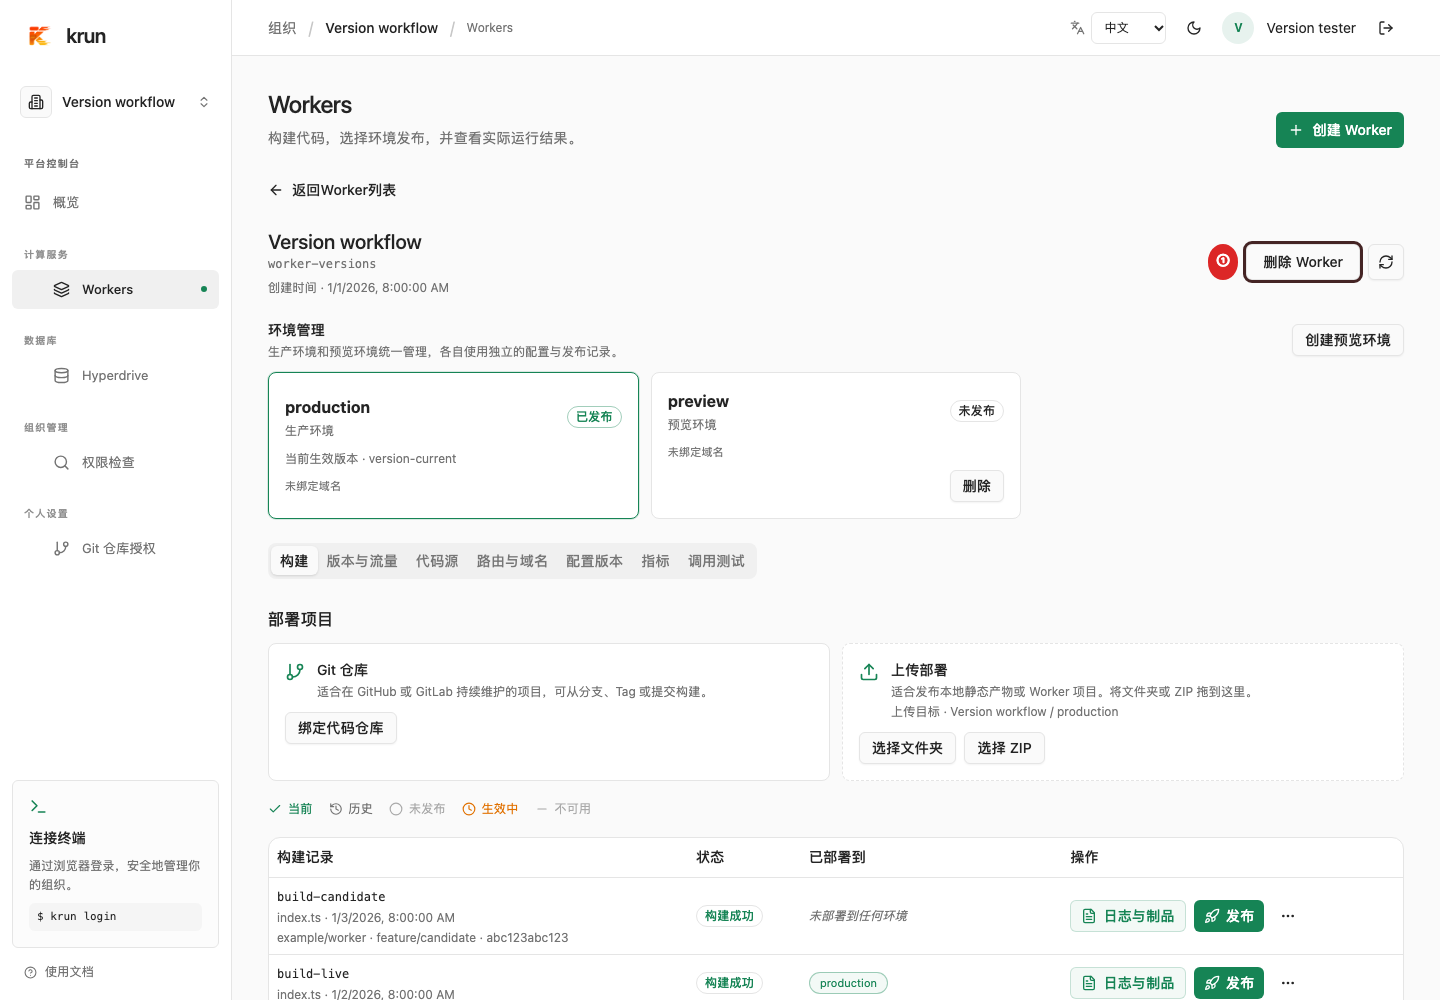 krun
组织 / Version workflow / Workers
中文
V
Version tester
Version workflow
平台控制台
概览
计算服务
Workers
数据库
Hyperdrive
组织管理
权限检查
个人设置
Git 仓库授权
连接终端
通过浏览器登录，安全地管理你
的组织。
$ krun login
使用文档
Workers
构建代码，选择环境发布，并查看实际运行结果。
创建 Worker
返回Worker列表
Version workflow
worker-versions
创建时间 · 1/1/2026, 8:00:00 AM
①
删除 Worker
环境管理
生产环境和预览环境统一管理，各自使用独立的配置与发布记录。
创建预览环境
production
生产环境
已发布
当前生效版本 · version-current
未绑定域名
preview
预览环境
未发布
未绑定域名
删除
构建 版本与流量 代码源 路由与域名 配置版本 指标 调用测试
部署项目
Git 仓库
适合在 GitHub 或 GitLab 持续维护的项目，可从分支、Tag 或提交构建。
绑定代码仓库
上传部署
适合发布本地静态产物或 Worker 项目。将文件夹或 ZIP 拖到这里。
上传目标 · Version workflow / production
选择文件夹 选择 ZIP
当前 历史 未发布 生效中 不可用
构建记录 状态 已部署到 操作
build-candidate
index.ts · 1/3/2026, 8:00:00 AM
example/worker · feature/candidate · abc123abc123
构建成功
未部署到任何环境
日志与制品 发布
build-live
index.ts · 1/2/2026, 8:00:00 AM
构建成功
production
日志与制品 发布